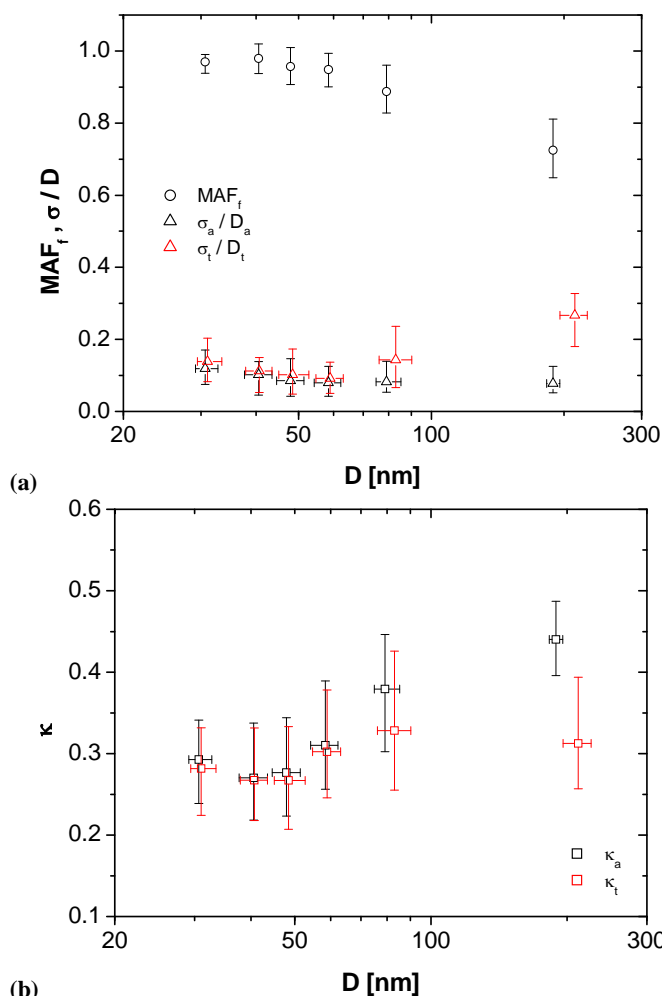 1.0
0.8
0.6
0.4
0.2
0.0
MAF_f , σ / D
MAF_f
σ_a / D_a
σ_t / D_t
20 50 100 300
D [nm]
(a)
0.6
0.5
0.4
0.3
0.2
0.1
κ
κ_a
κ_t
20 50 100 300
D [nm]
(b)